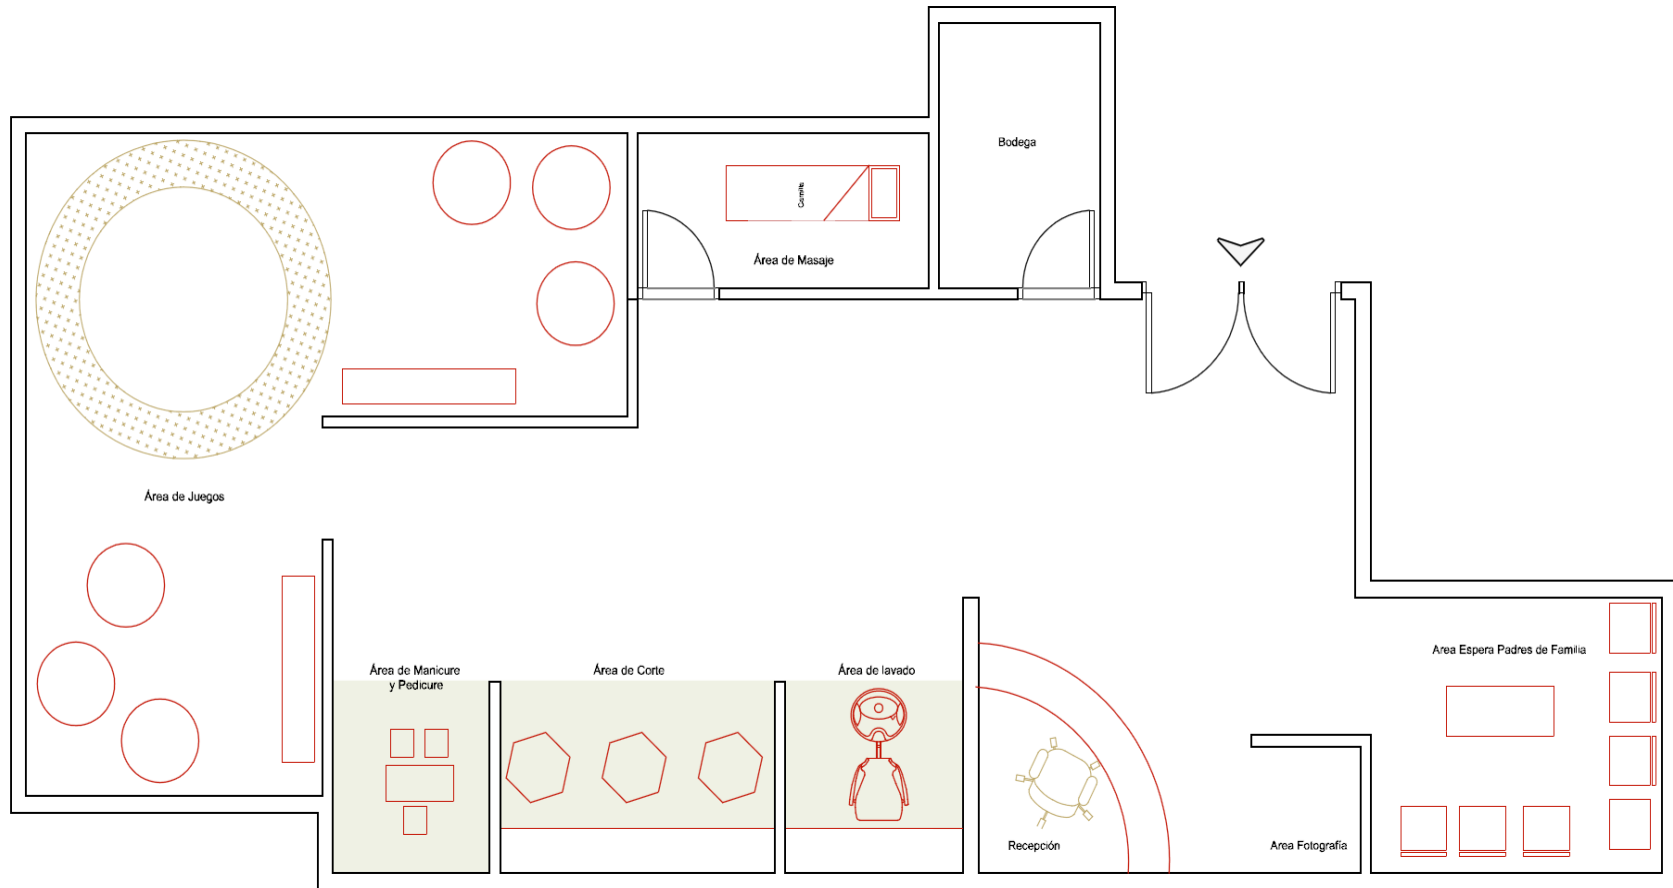 Bodega
Camilla
Área de Masaje
Área de Juegos
Area Espera Padres de Familia
Área de Manicure
y Pedicure
Área de Corte
Área de lavado
Recepción
Area Fotografía